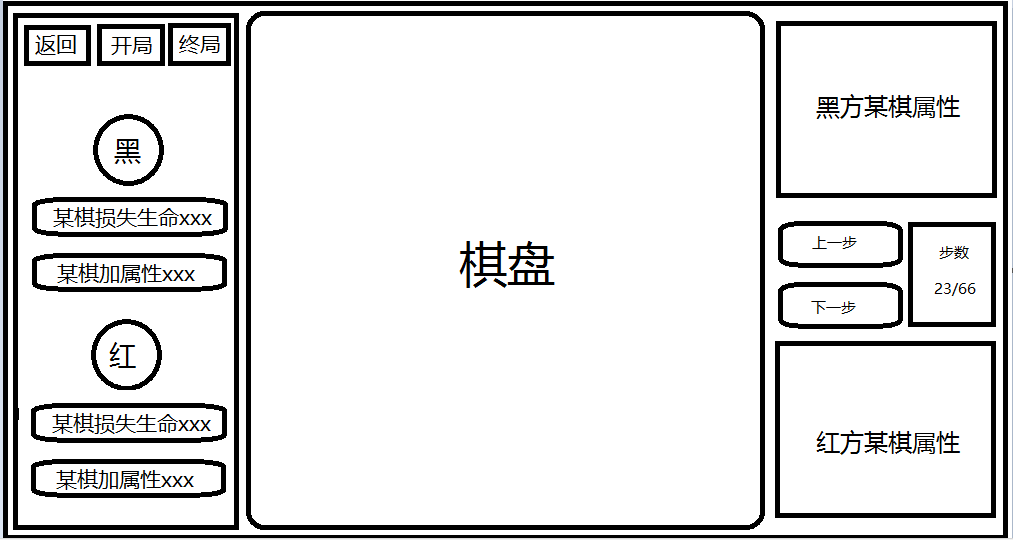 返回
开局
终局
黑
某棋损失生命xxx
某棋加属性xxx
红
某棋损失生命xxx
某棋加属性xxx
棋盘
黑方某棋属性
上一步
下一步
步数
23/66
红方某棋属性